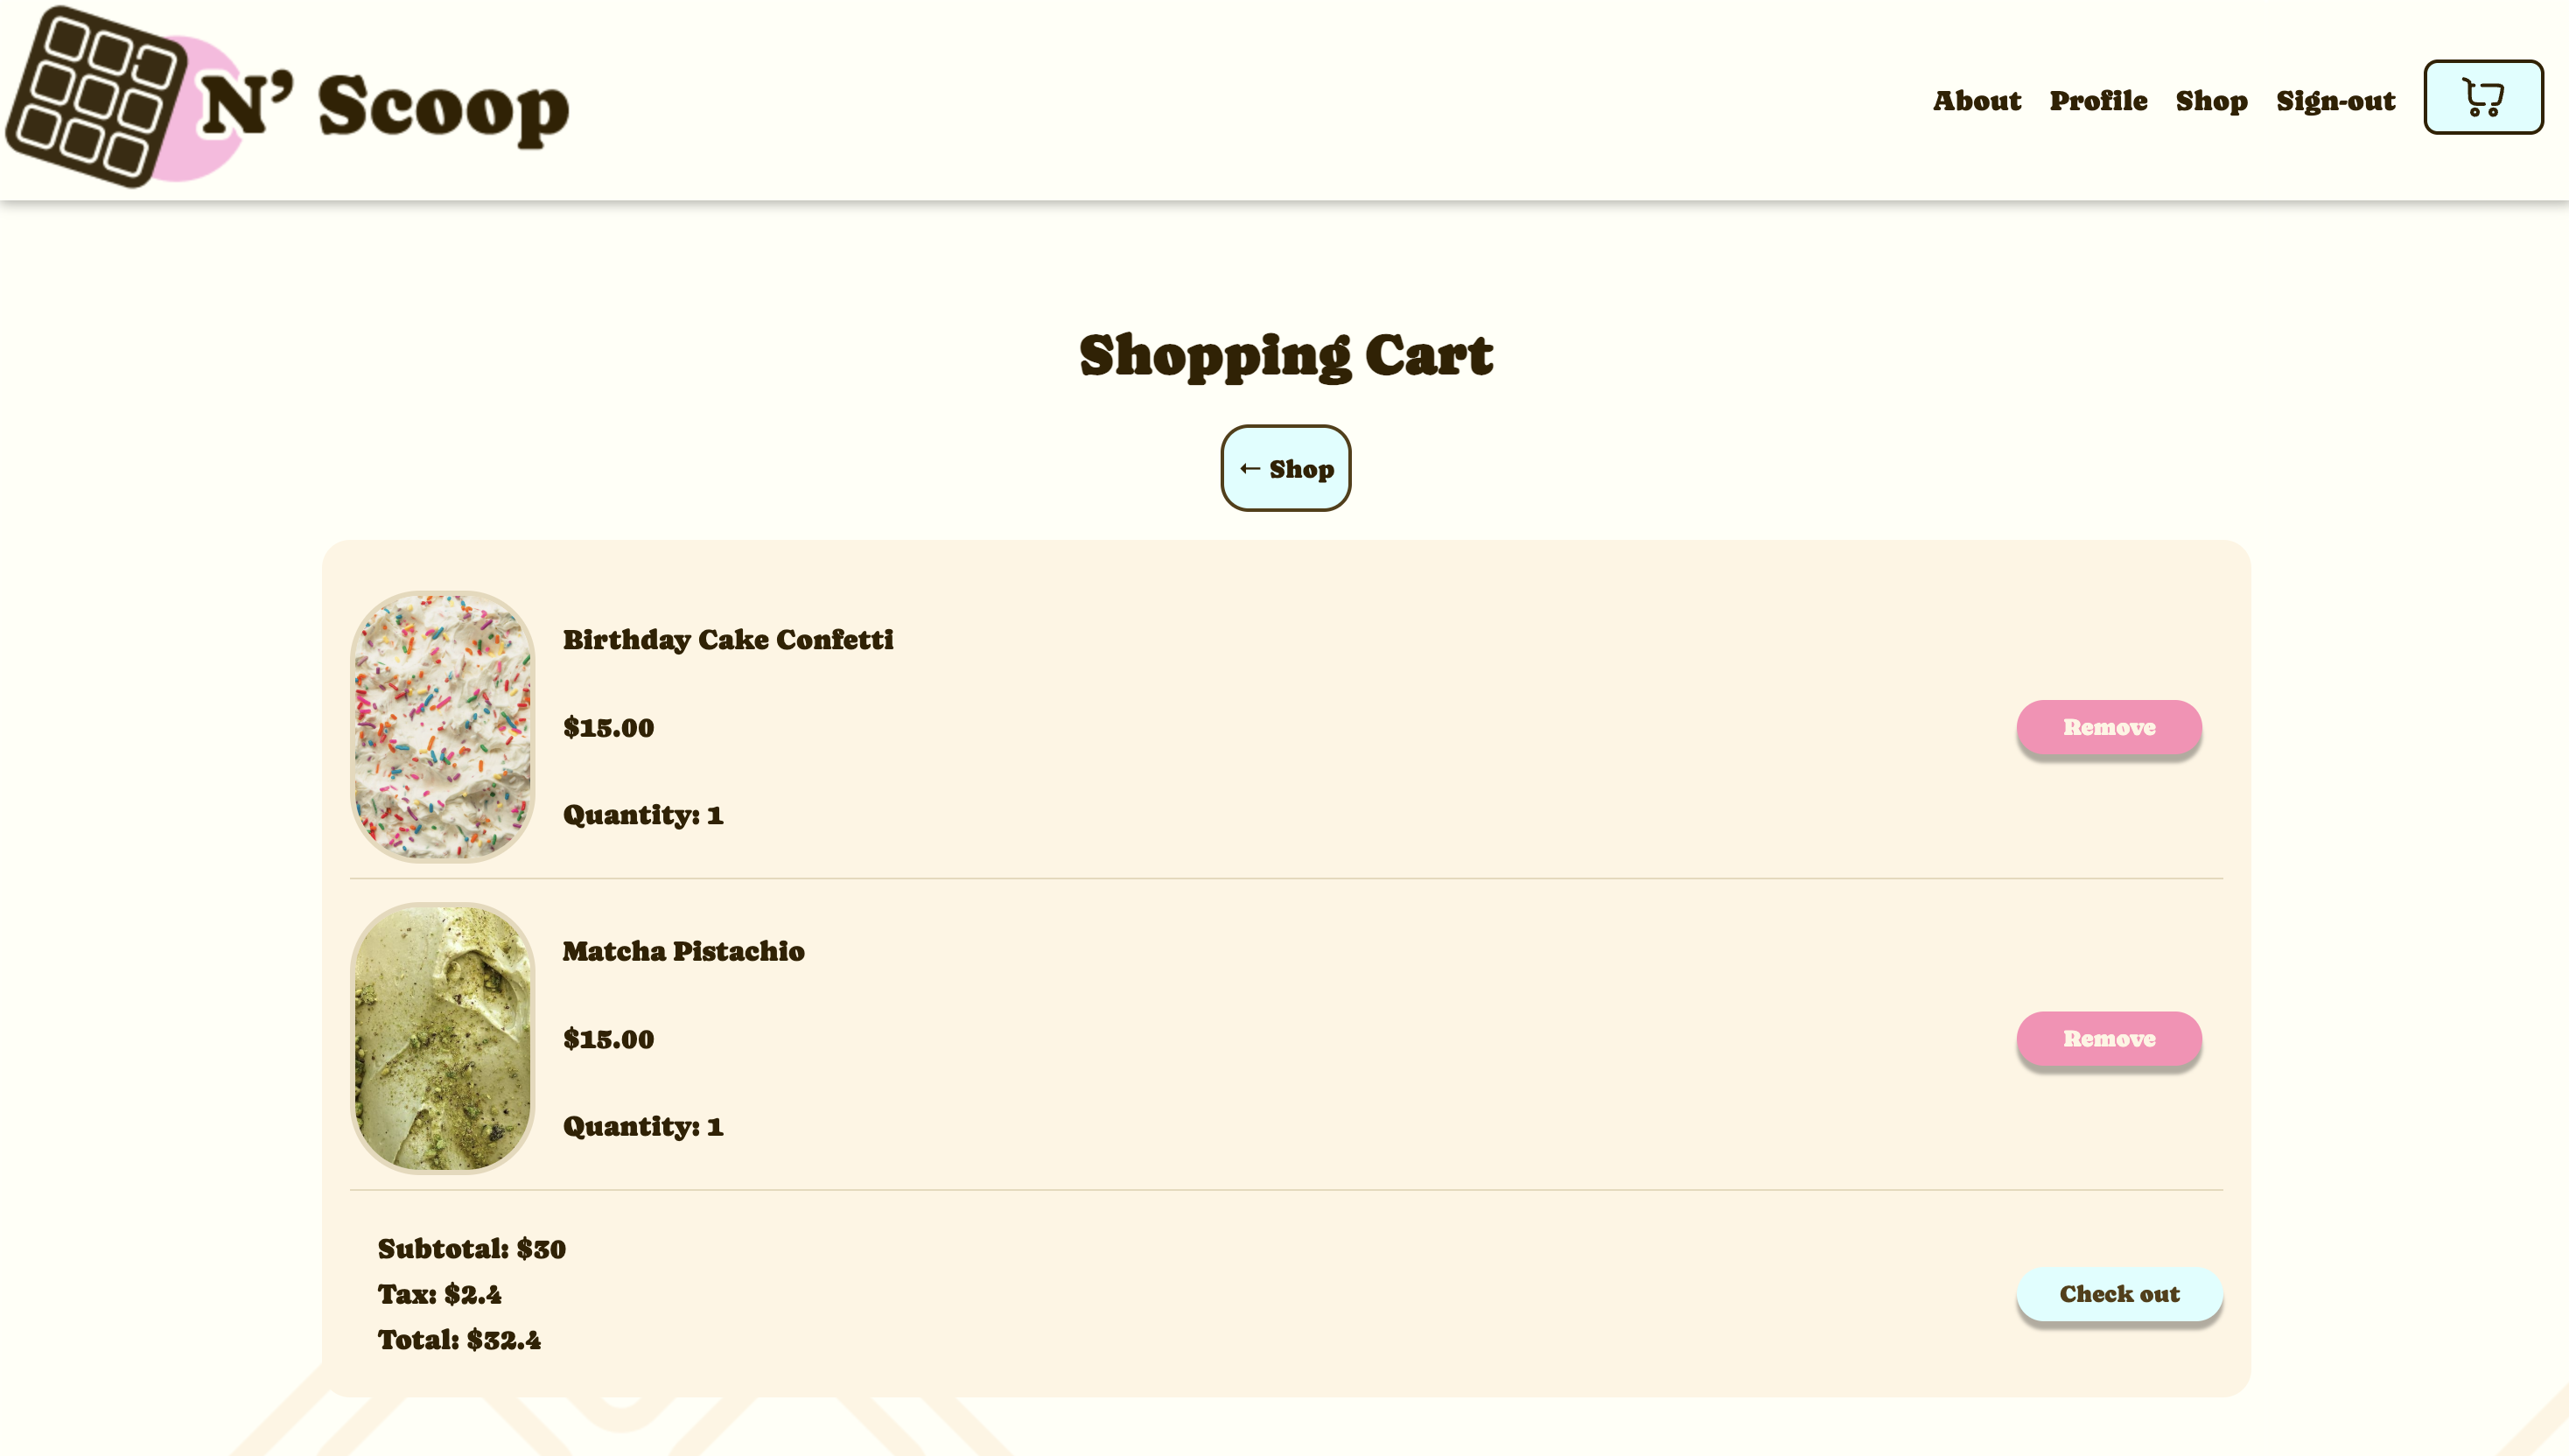 N’ Scoop
About Profile Shop Sign-out
Shopping Cart
← Shop
Birthday Cake Confetti
$15.00
Remove
Quantity: 1
Matcha Pistachio
$15.00
Remove
Quantity: 1
Subtotal: $30
Tax: $2.4
Check out
Total: $32.4